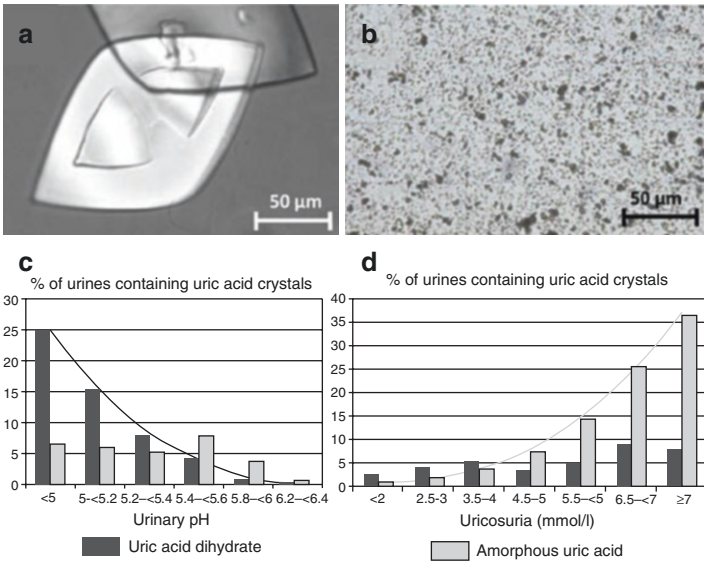 a
b
50 µm
50 µm
c
d
% of urines containing uric acid crystals
% of urines containing uric acid crystals
30
25
20
15
10
5
0
<5
5-<5.2
5.2–<5.4
5.4–<5.6
5.8–<6
6.2–<6.4
Urinary pH
40
35
30
25
20
15
10
5
0
<2
2.5-3
3.5–4
4.5–5
5.5–<5
6.5–<7
≥7
Uricosuria (mmol/l)
Uric acid dihydrate
Amorphous uric acid